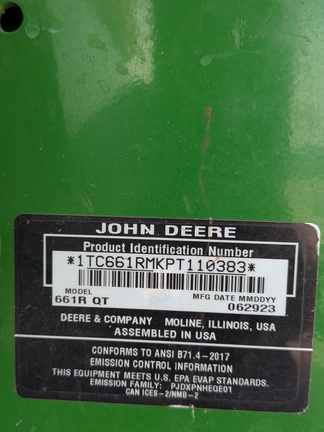 JOHN DEERE
Product Identification Number
*1TC661RMKPT110383*
MODEL
661R QT
MFG DATE MMDDYY
062923
DEERE & COMPANY MOLINE, ILLINOIS, USA
ASSEMBLED IN USA
CONFORMS TO ANSI B71.4-2017
EMISSION CONTROL INFORMATION
THIS EQUIPMENT MEETS U.S. EPA EVAP STANDARDS.
EMISSION FAMILY: PJDXPNHEQE01
CAN ICES-2/NMB-2